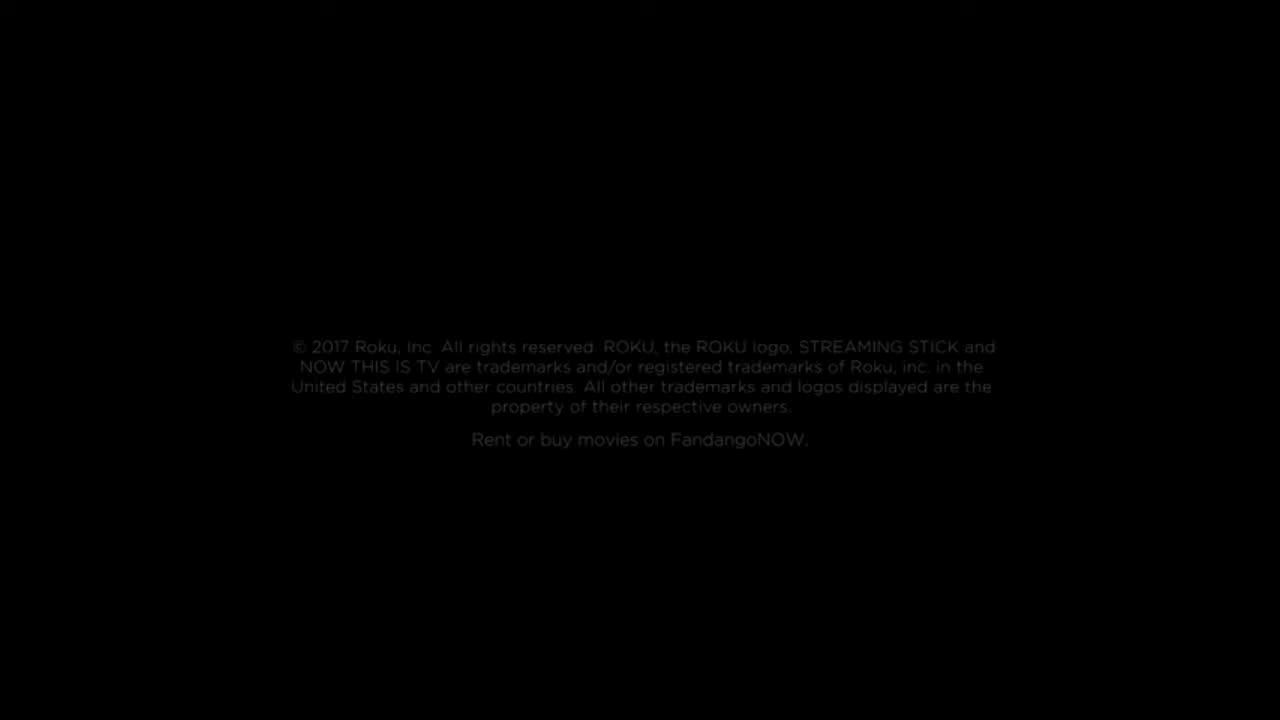 © 2017 Roku, Inc. All rights reserved. ROKU, the ROKU logo, STREAMING STICK and
NOW THIS IS TV are trademarks and/or registered trademarks of Roku, inc. in the
United States and other countries. All other trademarks and logos displayed are the
property of their respective owners.
Rent or buy movies on FandangoNOW.